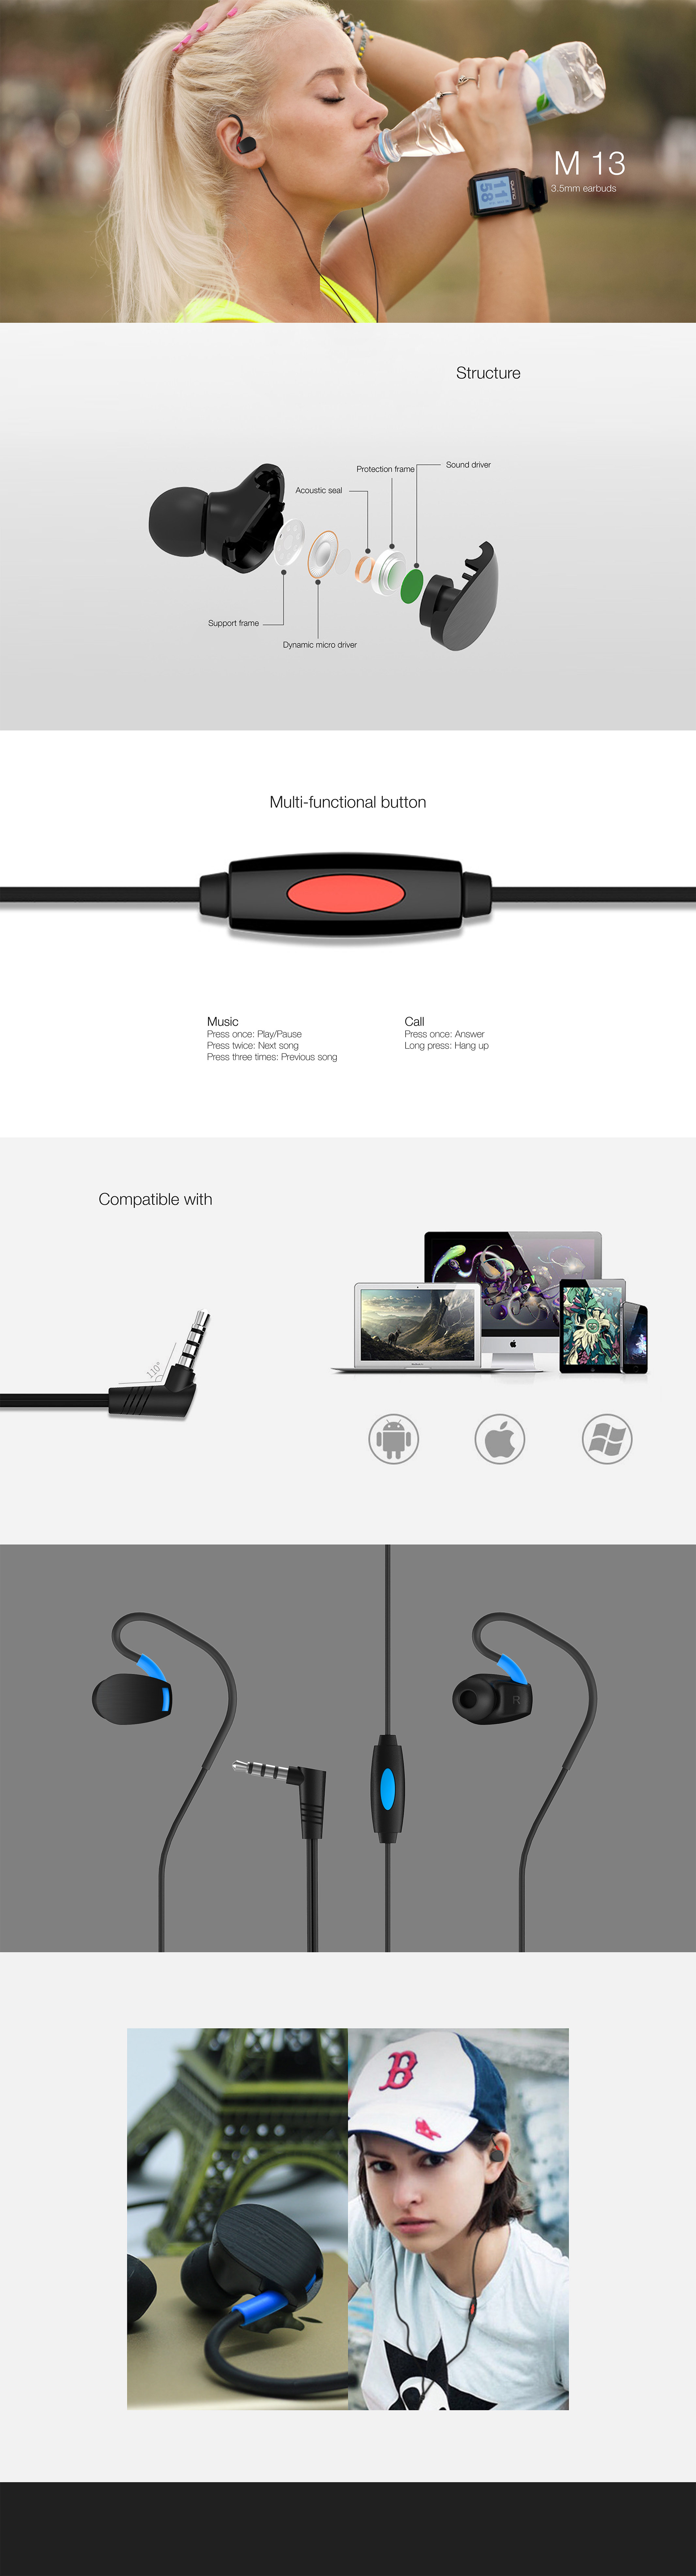 M 13
3.5mm earbuds
11
58
Structure
Sound driver
Protection frame
Acoustic seal
Support frame
Dynamic micro driver
Multi-functional button
Music
Press once: Play/Pause
Press twice: Next song
Press three times: Previous song
Call
Press once: Answer
Long press: Hang up
Compatible with
110°
R
B